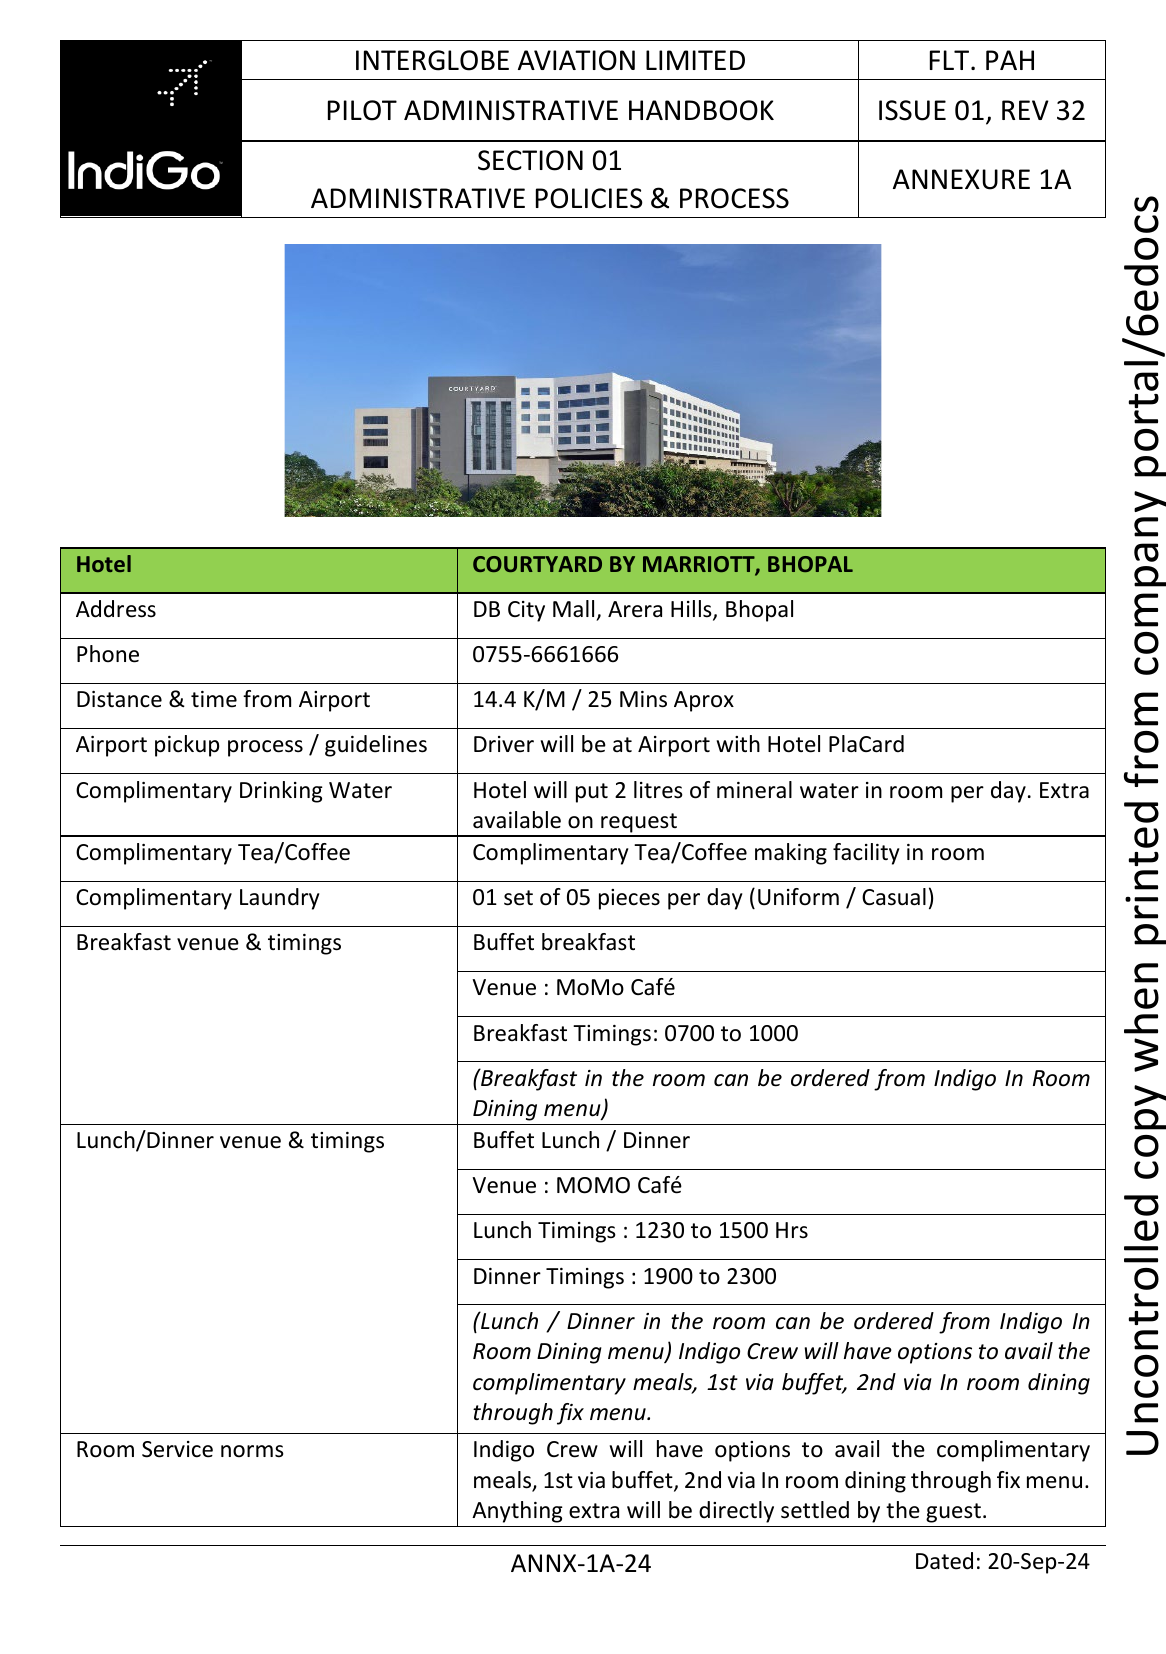 IndiGo
INTERGLOBE AVIATION LIMITED
FLT. PAH
PILOT ADMINISTRATIVE HANDBOOK
ISSUE 01, REV 32
SECTION 01
ADMINISTRATIVE POLICIES & PROCESS
ANNEXURE 1A
COURTYARD
Hotel
COURTYARD BY MARRIOTT, BHOPAL
Address
DB City Mall, Arera Hills, Bhopal
Phone
0755-6661666
Distance & time from Airport
14.4 K/M / 25 Mins Aprox
Airport pickup process / guidelines
Driver will be at Airport with Hotel PlaCard
Complimentary Drinking Water
Hotel will put 2 litres of mineral water in room per day. Extra
available on request
Complimentary Tea/Coffee
Complimentary Tea/Coffee making facility in room
Complimentary Laundry
01 set of 05 pieces per day (Uniform / Casual)
Breakfast venue & timings
Buffet breakfast
Venue : MoMo Café
Breakfast Timings: 0700 to 1000
(Breakfast in the room can be ordered from Indigo In Room
Dining menu)
Lunch/Dinner venue & timings
Buffet Lunch / Dinner
Venue : MOMO Café
Lunch Timings : 1230 to 1500 Hrs
Dinner Timings : 1900 to 2300
(Lunch / Dinner in the room can be ordered from Indigo In
Room Dining menu) Indigo Crew will have options to avail the
complimentary meals, 1st via buffet, 2nd via In room dining
through fix menu.
Room Service norms
Indigo Crew will have options to avail the complimentary
meals, 1st via buffet, 2nd via In room dining through fix menu.
Anything extra will be directly settled by the guest.
ANNX-1A-24
Dated: 20-Sep-24
Uncontrolled copy when printed from company portal/6edocs